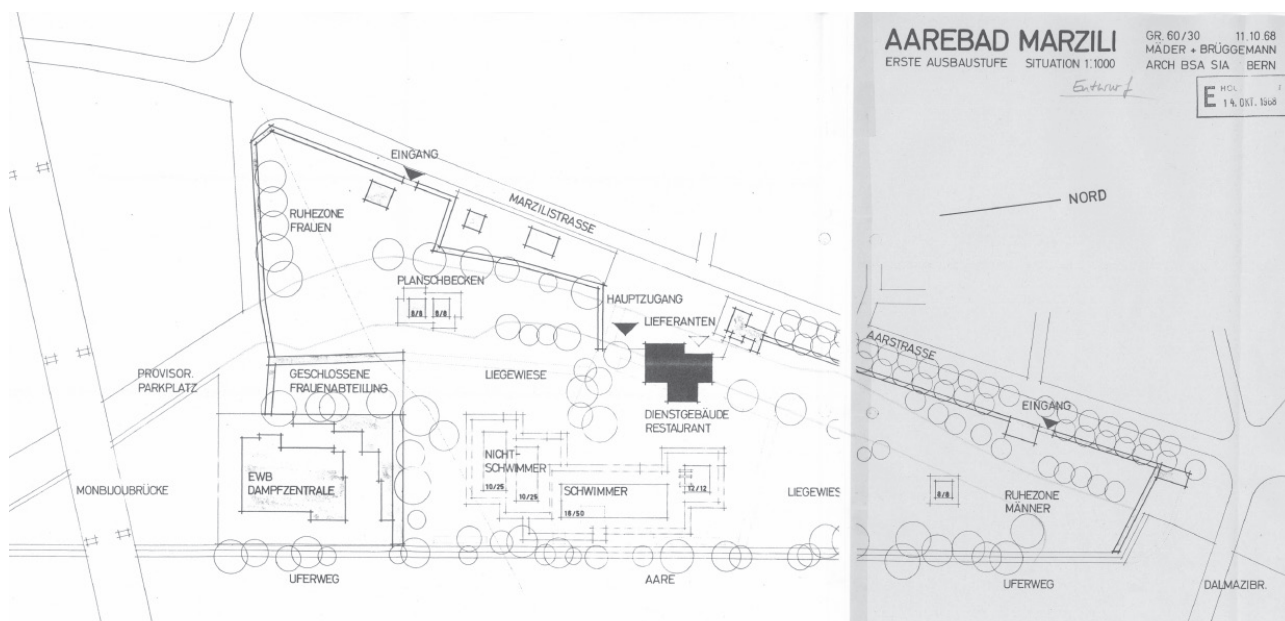 AAREBAD MARZILI
ERSTE AUSBAUSTUFE SITUATION 1:1000
GR. 60/30 11.10.68
MÄDER + BRÜGGEMANN
ARCH BSA SIA BERN
Entwurf
E
14. OKT. 1968
NORD
EINGANG
MARZILISTRASSE
RUHEZONE
FRAUEN
PLANSCHBECKEN
8/8
8/8
HAUPTZUGANG
LIEFERANTEN
AARSTRASSE
EINGANG
PROVISOR.
PARKPLATZ
GESCHLOSSENE
FRAUENABTEILUNG
LIEGEWIESE
DIENSTGEBÄUDE
RESTAURANT
MONBIJOUBRÜCKE
EWB
DAMPFZENTRALE
NICHT-
SCHWIMMER
10/25
10/25
SCHWIMMER
18/50
12/12
LIEGEWIES
8/8
RUHEZONE
MÄNNER
UFERWEG
AARE
UFERWEG
DALMAZIBR.